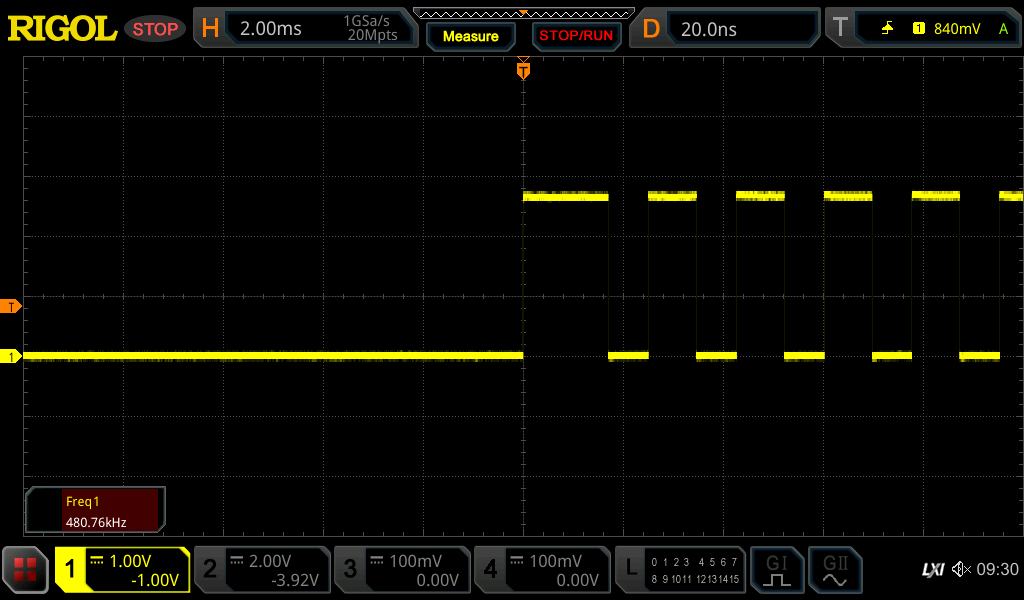 RIGOL STOP H 2.00ms 1GSa/s 20Mpts Measure STOP/RUN D 20.0ns T 1 840mV A
T
T
1
Freq1
480.76kHz
1 1.00V -1.00V 2 2.00V -3.92V 3 100mV 0.00V 4 100mV 0.00V L 0 1 2 3 4 5 6 7 8 9 10 11 12 13 14 15 GI GII LXI 09:30